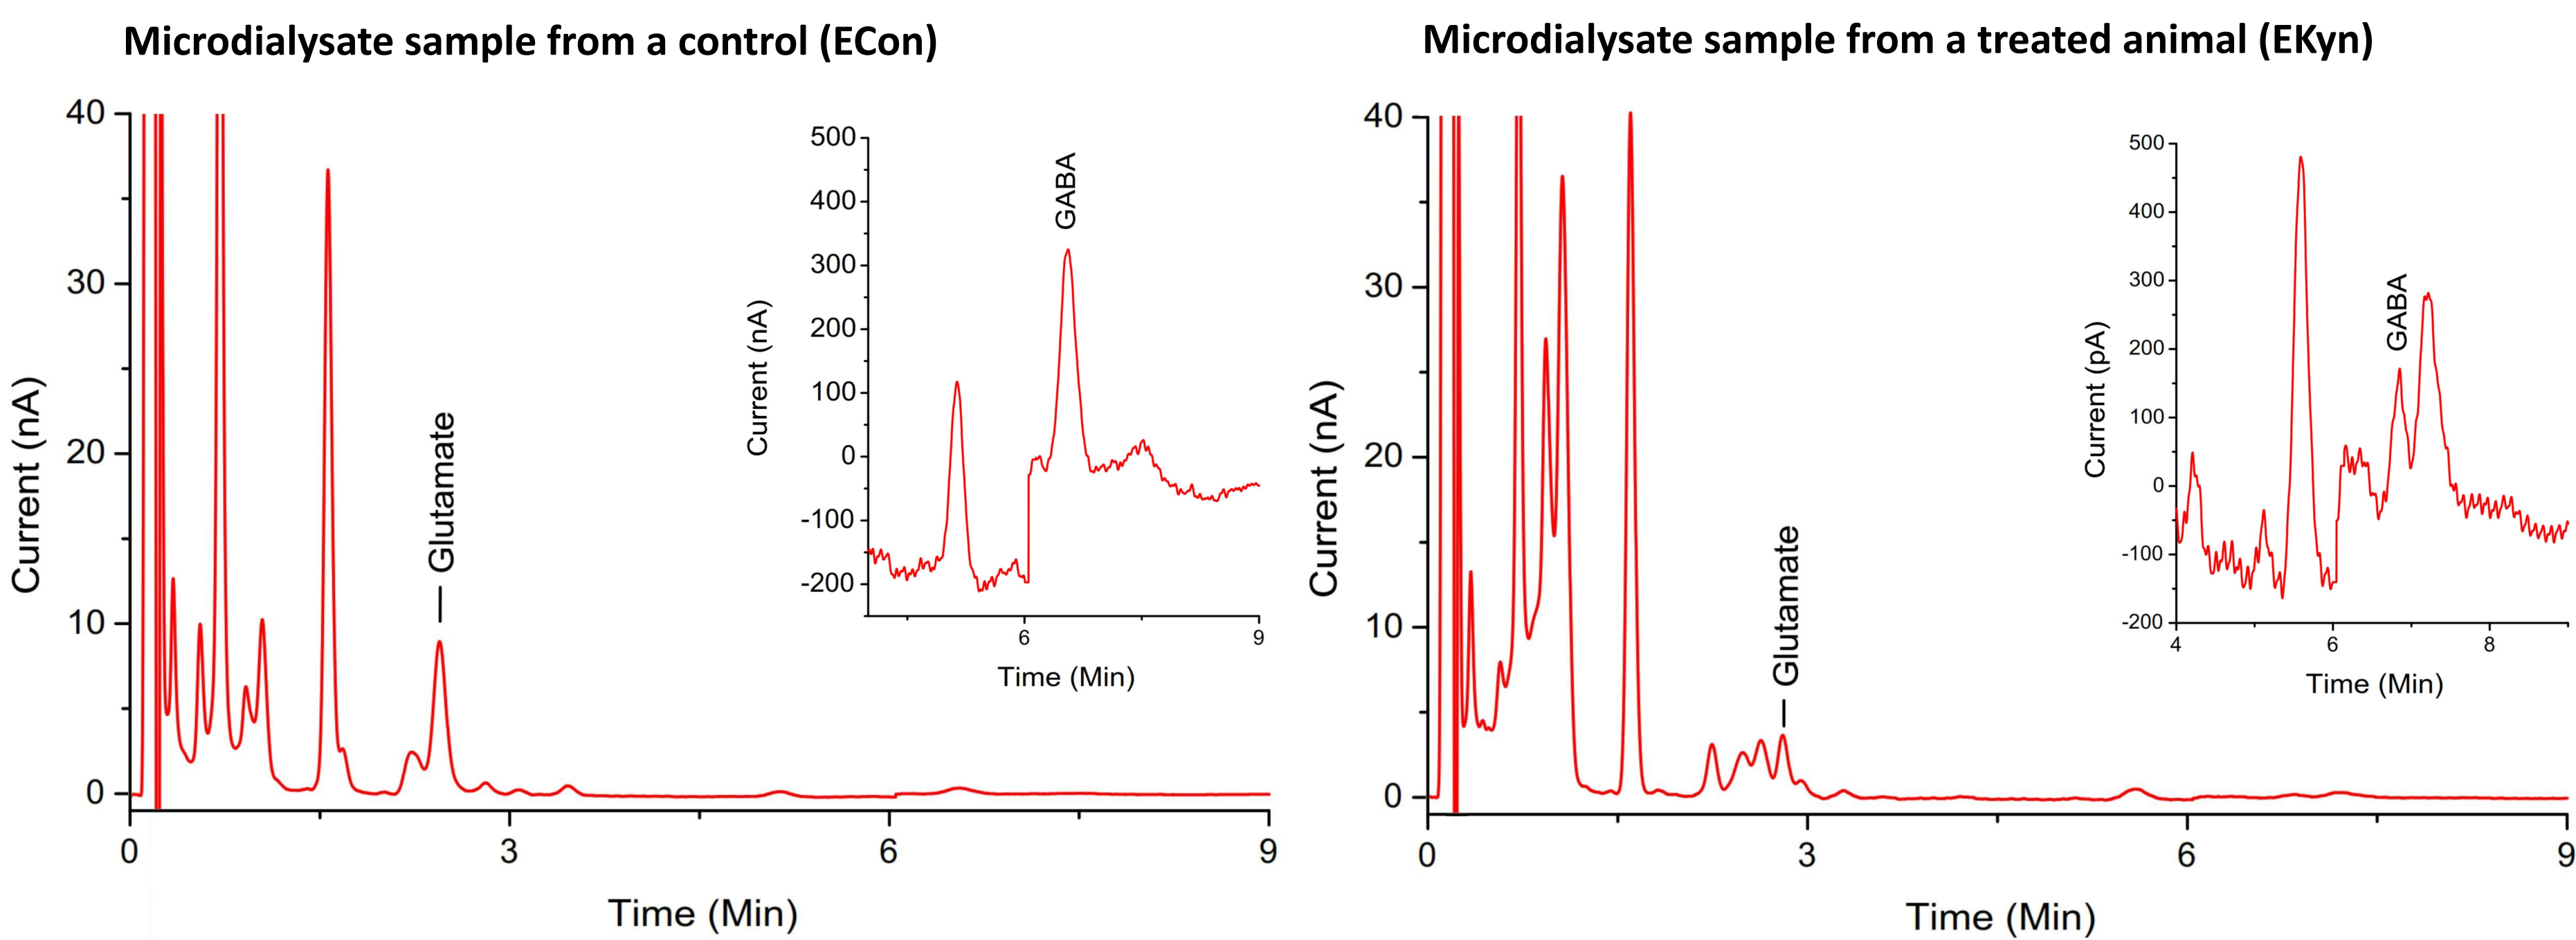 Microdialysate sample from a control (ECon)
40
30
20
10
0
Current (nA)
0
3
6
9
Time (Min)
Glutamate
500
400
300
200
100
0
-100
-200
Current (nA)
GABA
6
9
Time (Min)
Microdialysate sample from a treated animal (EKyn)
40
30
20
10
0
Current (nA)
0
3
6
9
Time (Min)
Glutamate
500
400
300
200
100
0
-100
-200
Current (pA)
GABA
4
6
8
Time (Min)